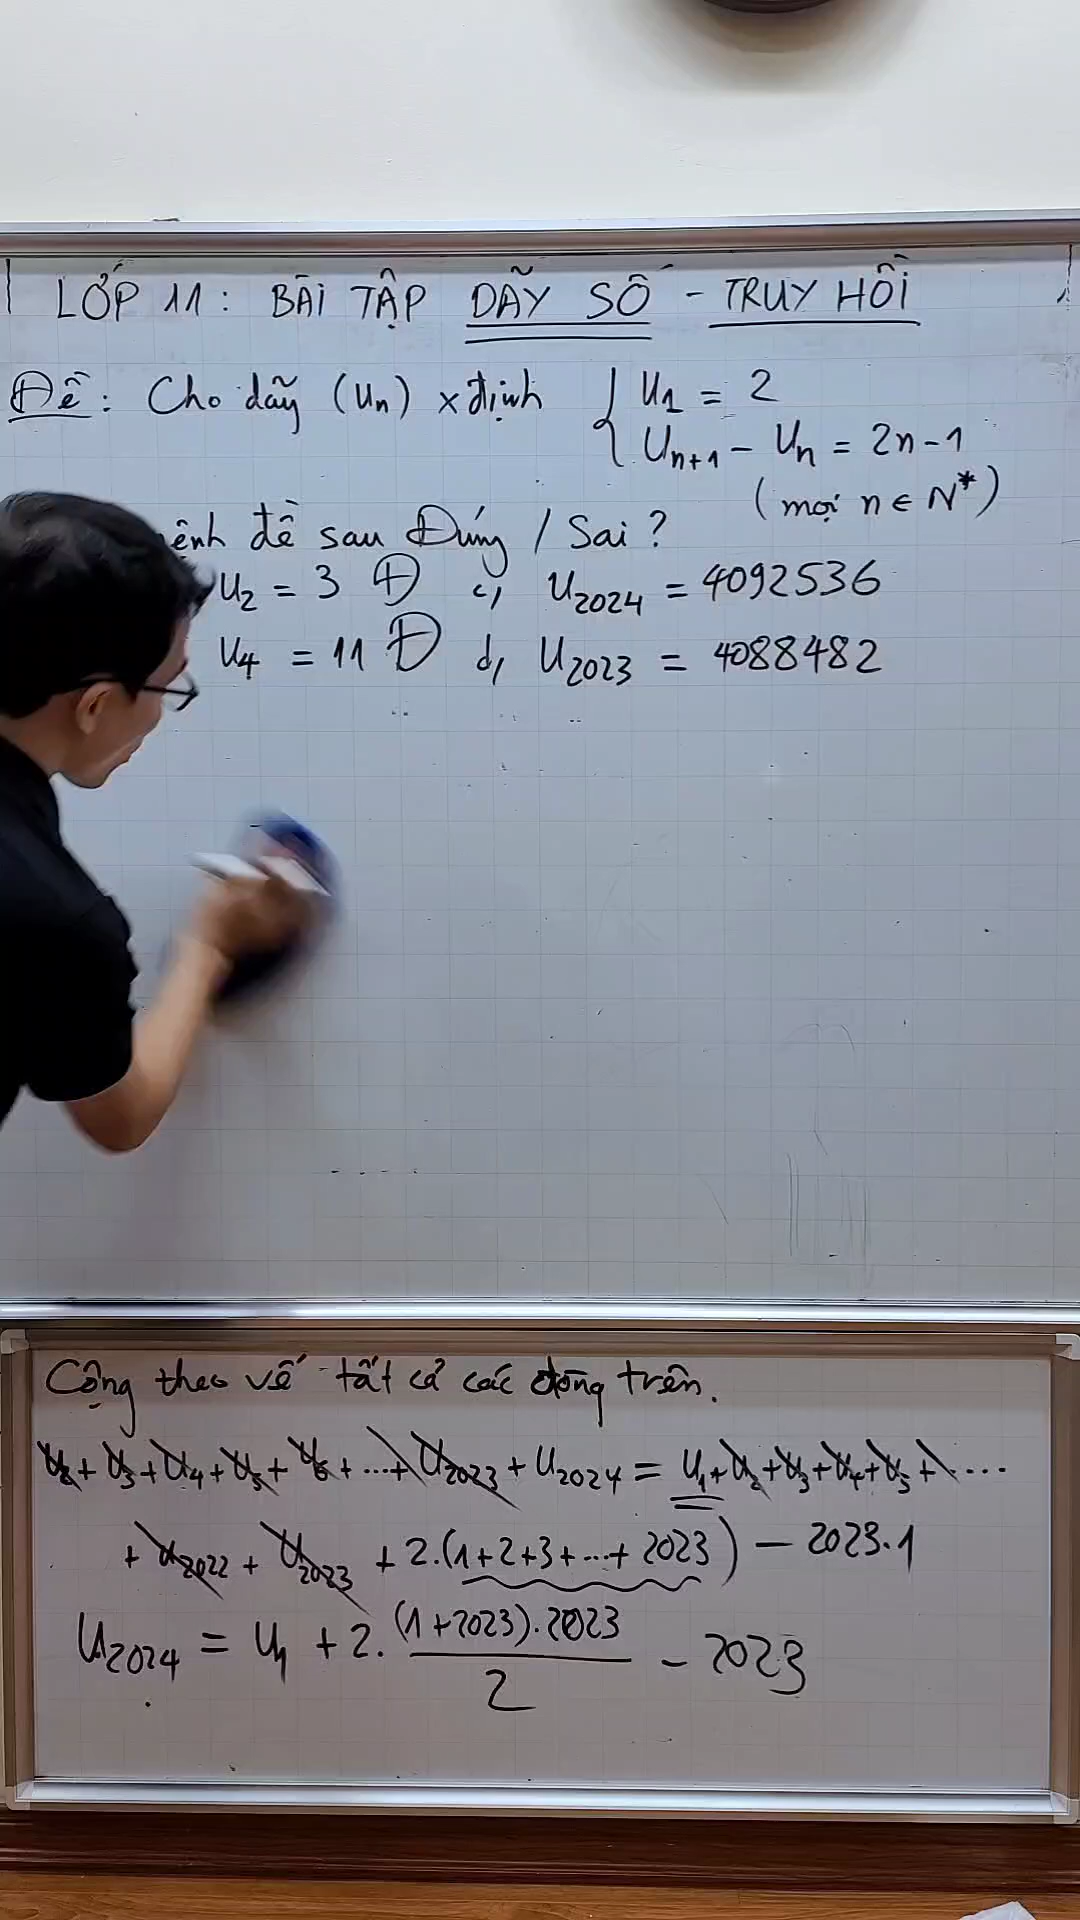 LỚP 11: BÀI TẬP DÃY SỐ - TRUY HỒI
Đề: Cho dãy (un) xđịnh { u1 = 2
Un+1 - Un = 2n-1
(mọi n ∈ N*)
ệnh đề sau Đúng / Sai?
U2 = 3 Đ c, U2024 = 4092536
U4 = 11 Đ d, U2023 = 4088482
Cộng theo vế tất cả các dòng trên.
U2 + U3 + U4 + U5 + U6 + ... + U2023 + U2024 = U1 + U2 + U3 + U4 + U5 + ...
+ U2022 + U2023 + 2.(1+2+3+...+ 2023) - 2023.1
U2024 = U1 + 2. (1+2023).2023 / 2 - 2023